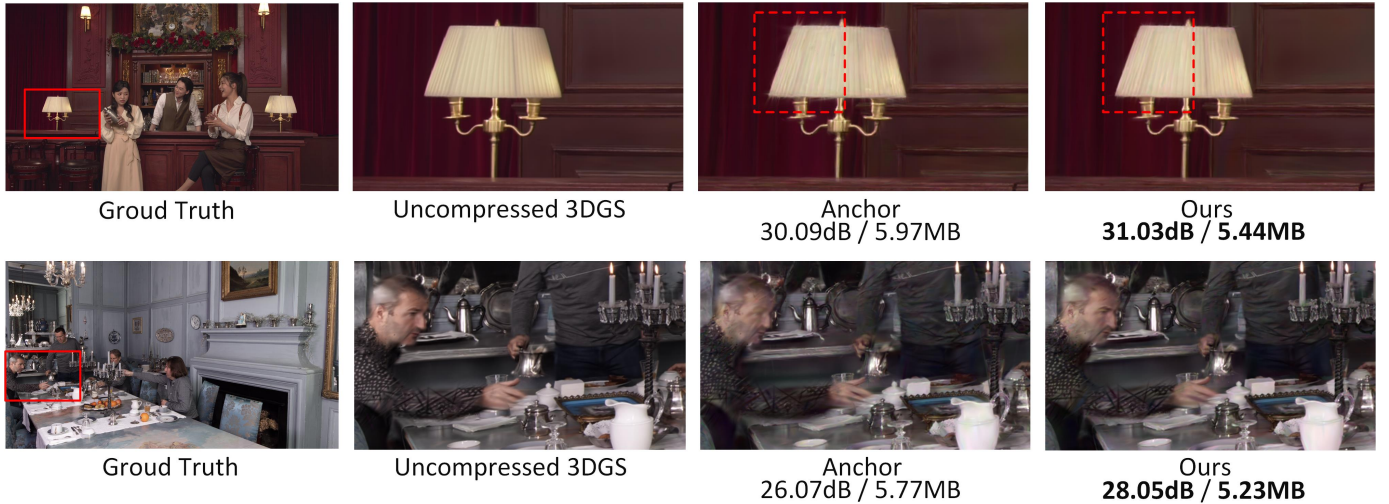 Groud Truth
Uncompressed 3DGS
Anchor
30.09dB / 5.97MB
Ours
31.03dB / 5.44MB
Groud Truth
Uncompressed 3DGS
Anchor
26.07dB / 5.77MB
Ours
28.05dB / 5.23MB